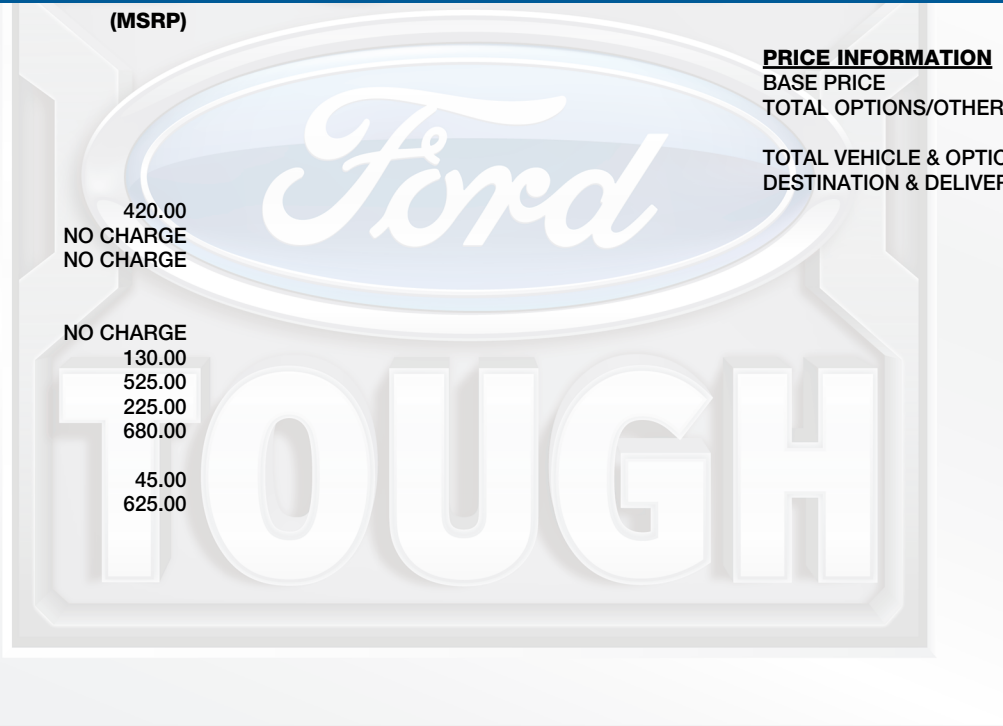 (MSRP)
420.00
NO CHARGE
NO CHARGE
NO CHARGE
130.00
525.00
225.00
680.00
45.00
625.00
PRICE INFORMATION
BASE PRICE
TOTAL OPTIONS/OTHER
TOTAL VEHICLE & OPTIO
DESTINATION & DELIVER
Ford
TOUGH